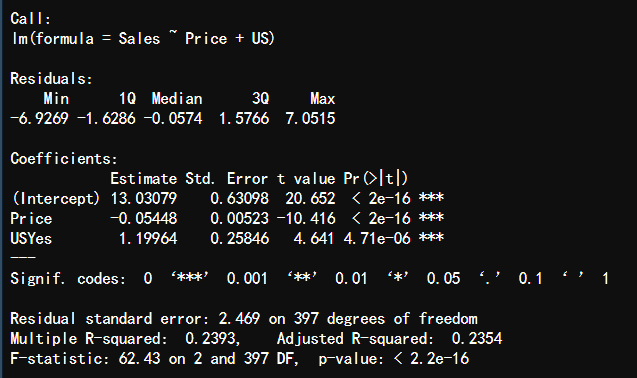 Call:
lm(formula = Sales ~ Price + US)
Residuals:
Min 1Q Median 3Q Max
-6.9269 -1.6286 -0.0574 1.5766 7.0515
Coefficients:
Estimate Std. Error t value Pr(>|t|)
(Intercept) 13.03079 0.63098 20.652 < 2e-16 ***
Price -0.05448 0.00523 -10.416 < 2e-16 ***
USYes 1.19964 0.25846 4.641 4.71e-06 ***
---
Signif. codes: 0 ‘***’ 0.001 ‘**’ 0.01 ‘*’ 0.05 ‘.’ 0.1 ‘ ’ 1
Residual standard error: 2.469 on 397 degrees of freedom
Multiple R-squared: 0.2393, Adjusted R-squared: 0.2354
F-statistic: 62.43 on 2 and 397 DF, p-value: < 2.2e-16